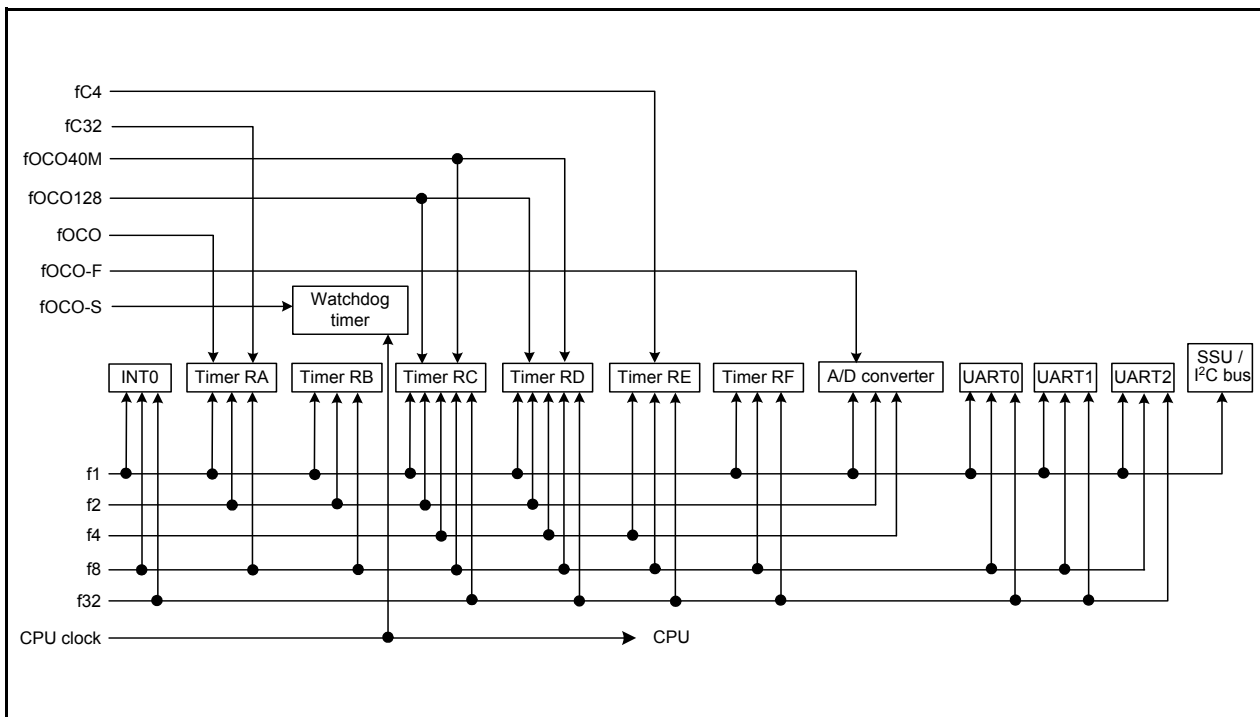 fC4
fC32
fOCO40M
fOCO128
fOCO
fOCO-F
fOCO-S
Watchdog
timer
INT0
Timer RA
Timer RB
Timer RC
Timer RD
Timer RE
Timer RF
A/D converter
UART0
UART1
UART2
SSU /
I²C bus
f1
f2
f4
f8
f32
CPU clock
CPU